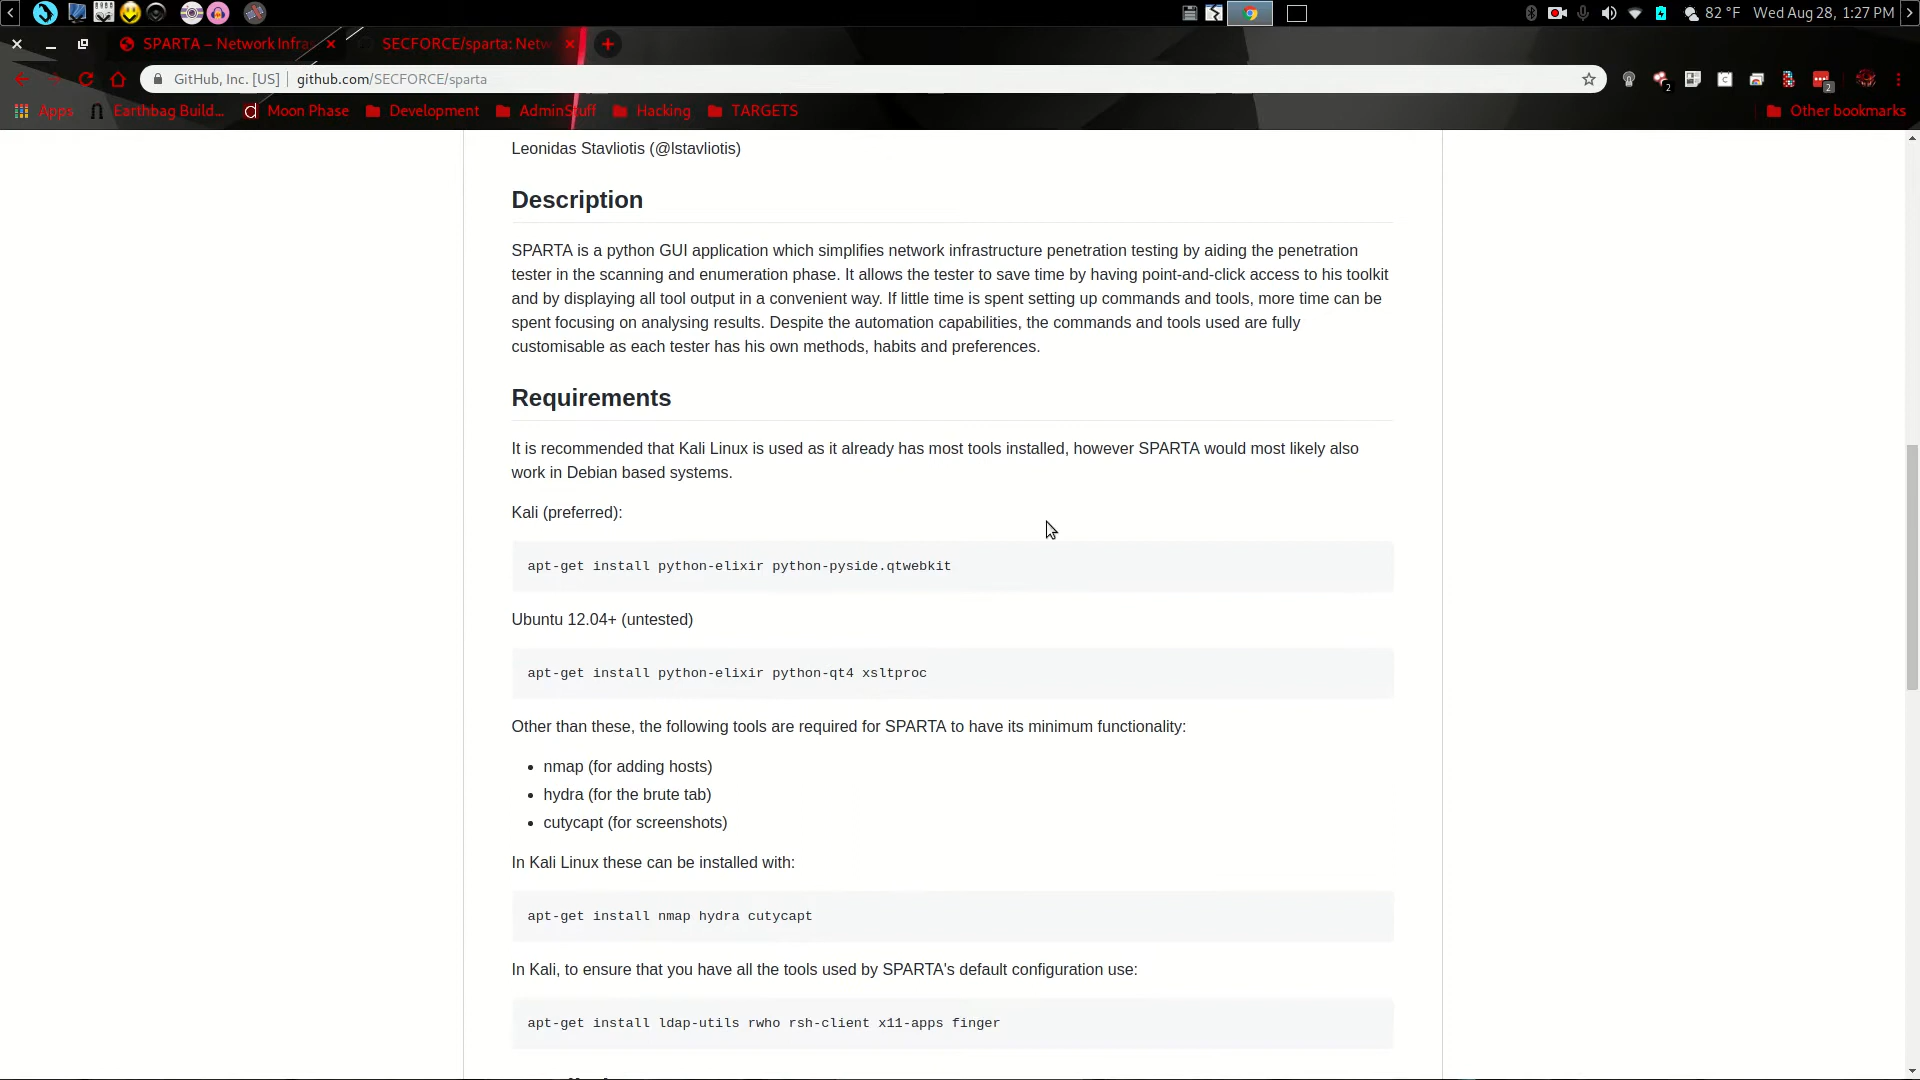 82 °F
Wed Aug 28, 1:27 PM
SPARTA – Network Infra
SECFORCE/sparta: Netw
GitHub, Inc. [US]
github.com/SECFORCE/sparta
2
2
Apps
Earthbag Build...
Moon Phase
Development
AdminStuff
Hacking
TARGETS
Other bookmarks
Leonidas Stavliotis (@lstavliotis)
Description
SPARTA is a python GUI application which simplifies network infrastructure penetration testing by aiding the penetration
tester in the scanning and enumeration phase. It allows the tester to save time by having point-and-click access to his toolkit
and by displaying all tool output in a convenient way. If little time is spent setting up commands and tools, more time can be
spent focusing on analysing results. Despite the automation capabilities, the commands and tools used are fully
customisable as each tester has his own methods, habits and preferences.
Requirements
It is recommended that Kali Linux is used as it already has most tools installed, however SPARTA would most likely also
work in Debian based systems.
Kali (preferred):
apt-get install python-elixir python-pyside.qtwebkit
Ubuntu 12.04+ (untested)
apt-get install python-elixir python-qt4 xsltproc
Other than these, the following tools are required for SPARTA to have its minimum functionality:
• nmap (for adding hosts)
• hydra (for the brute tab)
• cutycapt (for screenshots)
In Kali Linux these can be installed with:
apt-get install nmap hydra cutycapt
In Kali, to ensure that you have all the tools used by SPARTA's default configuration use:
apt-get install ldap-utils rwho rsh-client x11-apps finger